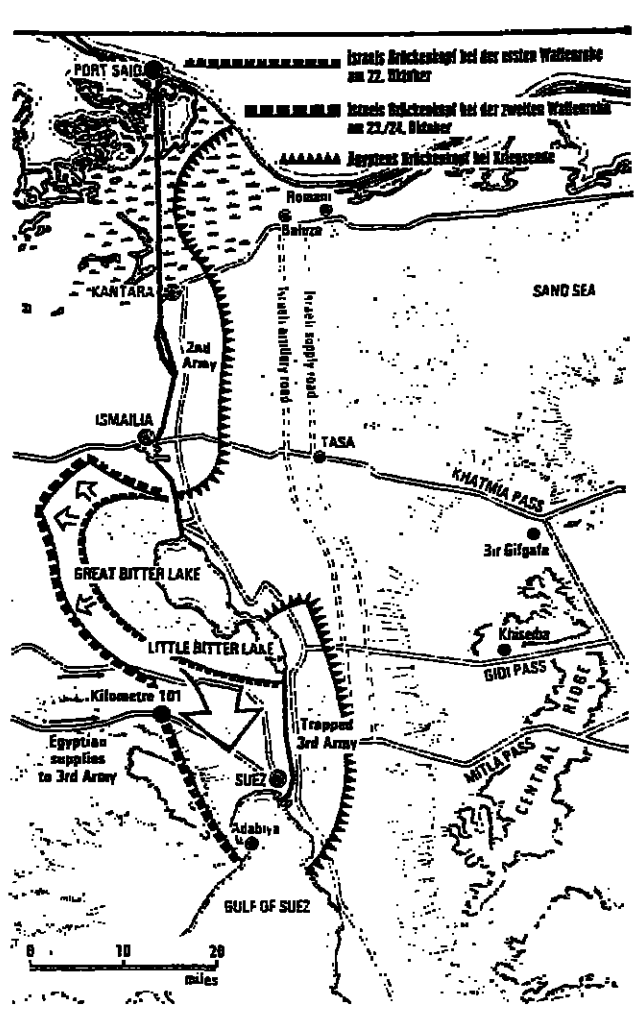 PORT SAID
Israels Brückenkopf bei der ersten Waffenruhe
am 22. Oktober
Israels Brückenkopf bei der zweiten Waffenruhe
am 23./24. Oktober
Ägyptens Brückenkopf bei Kriegsende
Romani
Baluza
KANTARA
SAND SEA
2nd
Army
Israeli artillery road
Israeli supply road
ISMAILIA
TASA
KHATMIA PASS
Bir Gifgafa
GREAT BITTER LAKE
Khiseiba
LITTLE BITTER LAKE
GIDI PASS
Kilometre 101
CENTRAL RIDGE
Egyptian
supplies
to 3rd Army
Trapped
3rd Army
MITLA PASS
SUEZ
Adabiya
GULF OF SUEZ
0 10 20
miles